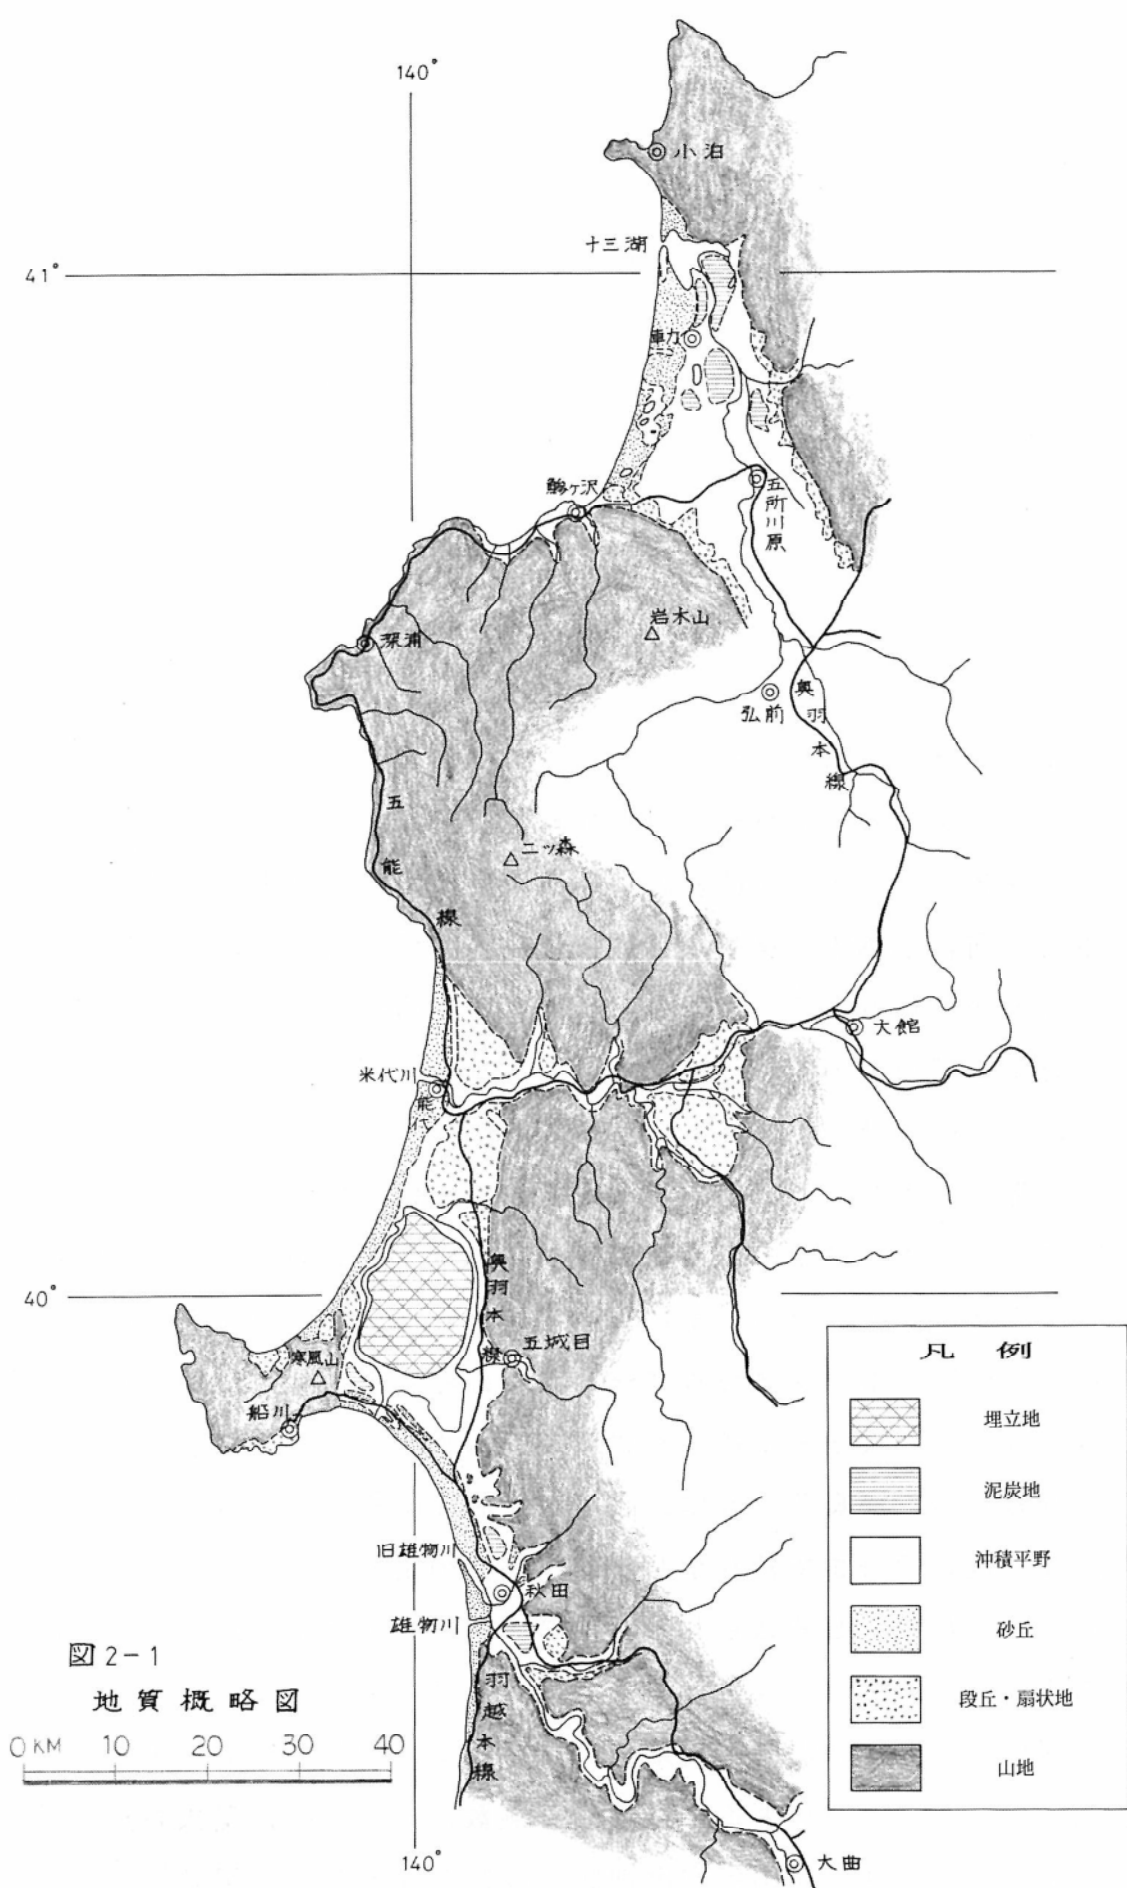 140°
小泊
十三湖
41°
車力
鰺ヶ沢
五所川原
岩木山
深浦
弘前
奥羽本線
五能線
二ッ森
大館
米代川
能
40°
奥羽本線
五城目
寒風山
船川
凡例
埋立地
泥炭地
沖積平野
砂丘
段丘・扇状地
山地
旧雄物川
秋田
雄物川
羽越本線
図2-1
地質概略図
0 KM 10 20 30 40
140°
大曲